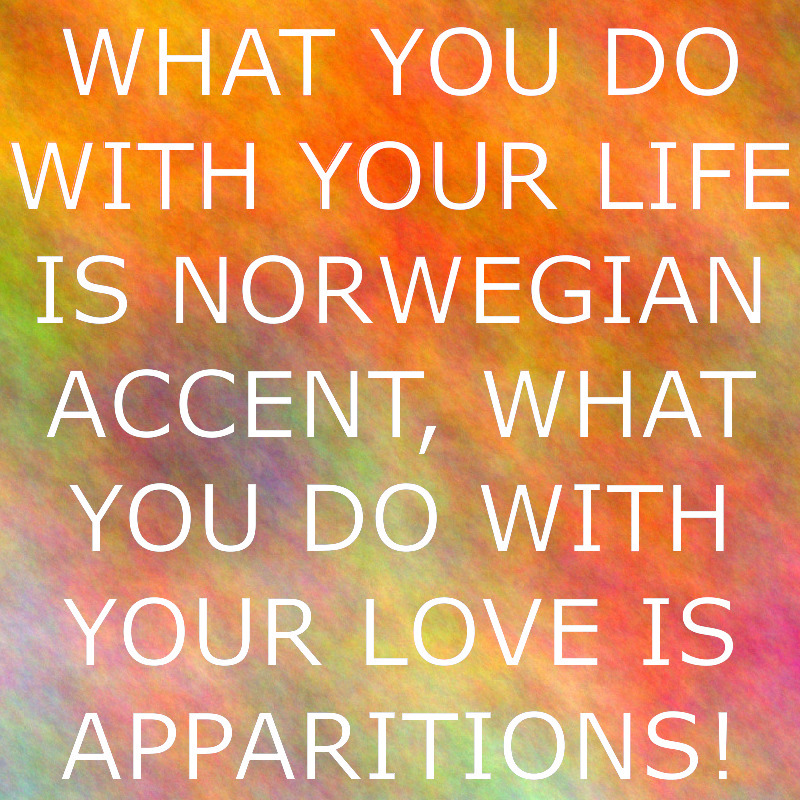 WHAT YOU DO
WITH YOUR LIFE
IS NORWEGIAN
ACCENT, WHAT
YOU DO WITH
YOUR LOVE IS
APPARITIONS!